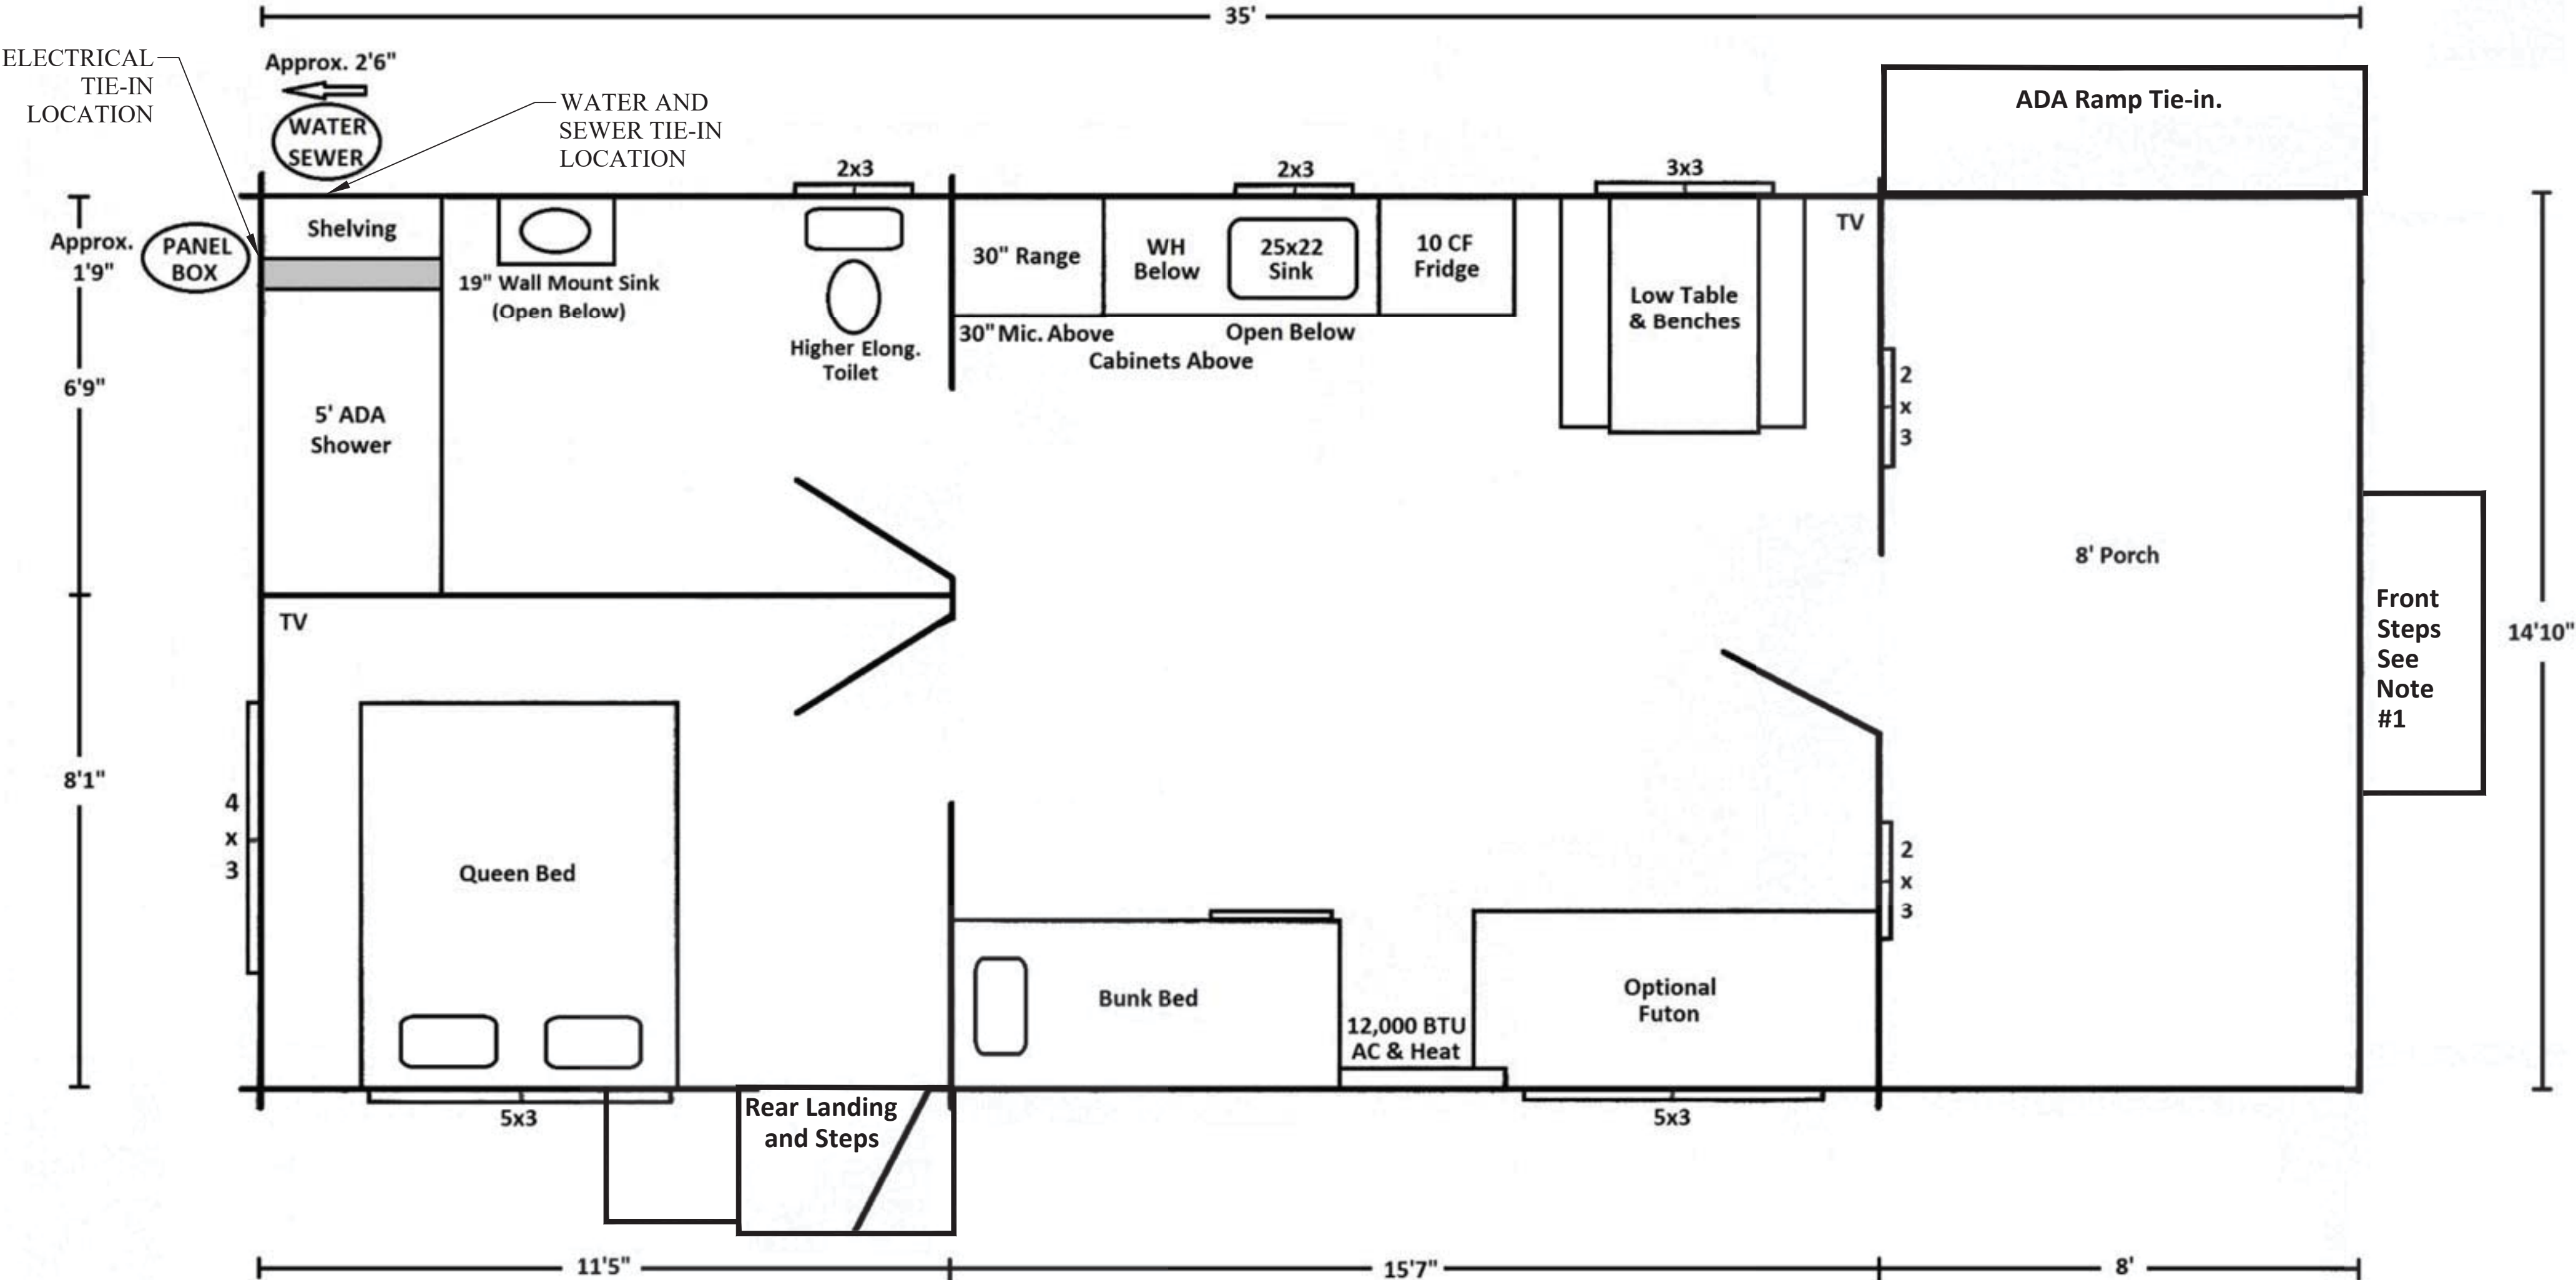 35'
ELECTRICAL
TIE-IN
LOCATION
Approx. 2'6"
WATER
SEWER
WATER AND
SEWER TIE-IN
LOCATION
ADA Ramp Tie-in.
2x3
2x3
3x3
Approx.
1'9"
PANEL
BOX
Shelving
19" Wall Mount Sink
(Open Below)
Higher Elong.
Toilet
30" Range
WH
Below
25x22
Sink
10 CF
Fridge
30" Mic. Above
Open Below
Cabinets Above
Low Table
& Benches
TV
2
x
3
6'9"
5' ADA
Shower
8' Porch
Front
Steps
See
Note
#1
14'10"
TV
8'1"
4
x
3
Queen Bed
Bunk Bed
12,000 BTU
AC & Heat
Optional
Futon
2
x
3
5x3
Rear Landing
and Steps
5x3
11'5"
15'7"
8'